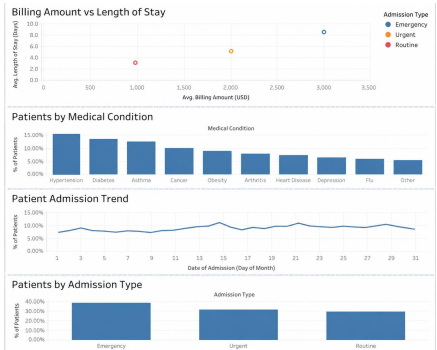 Billing Amount vs Length of Stay
Admission Type
Emergency
Urgent
Routine
Avg. Length of Stay (Days)
10.0
8.0
6.0
4.0
2.0
0.0
0 500 1,000 1,500 2,000 2,500 3,000 3,500
Avg. Billing Amount (USD)
Patients by Medical Condition
Medical Condition
% of Patients
15.00%
10.00%
5.00%
0.00%
Hypertension Diabetes Asthma Cancer Obesity Arthritis Heart Disease Depression Flu Other
Patient Admission Trend
% of Patients
15.00%
10.00%
5.00%
1 3 5 7 9 11 13 15 17 19 21 23 25 27 29 31
Date of Admission (Day of Month)
Patients by Admission Type
Admission Type
% of Patients
40.00%
30.00%
20.00%
10.00%
0.00%
Emergency Urgent Routine